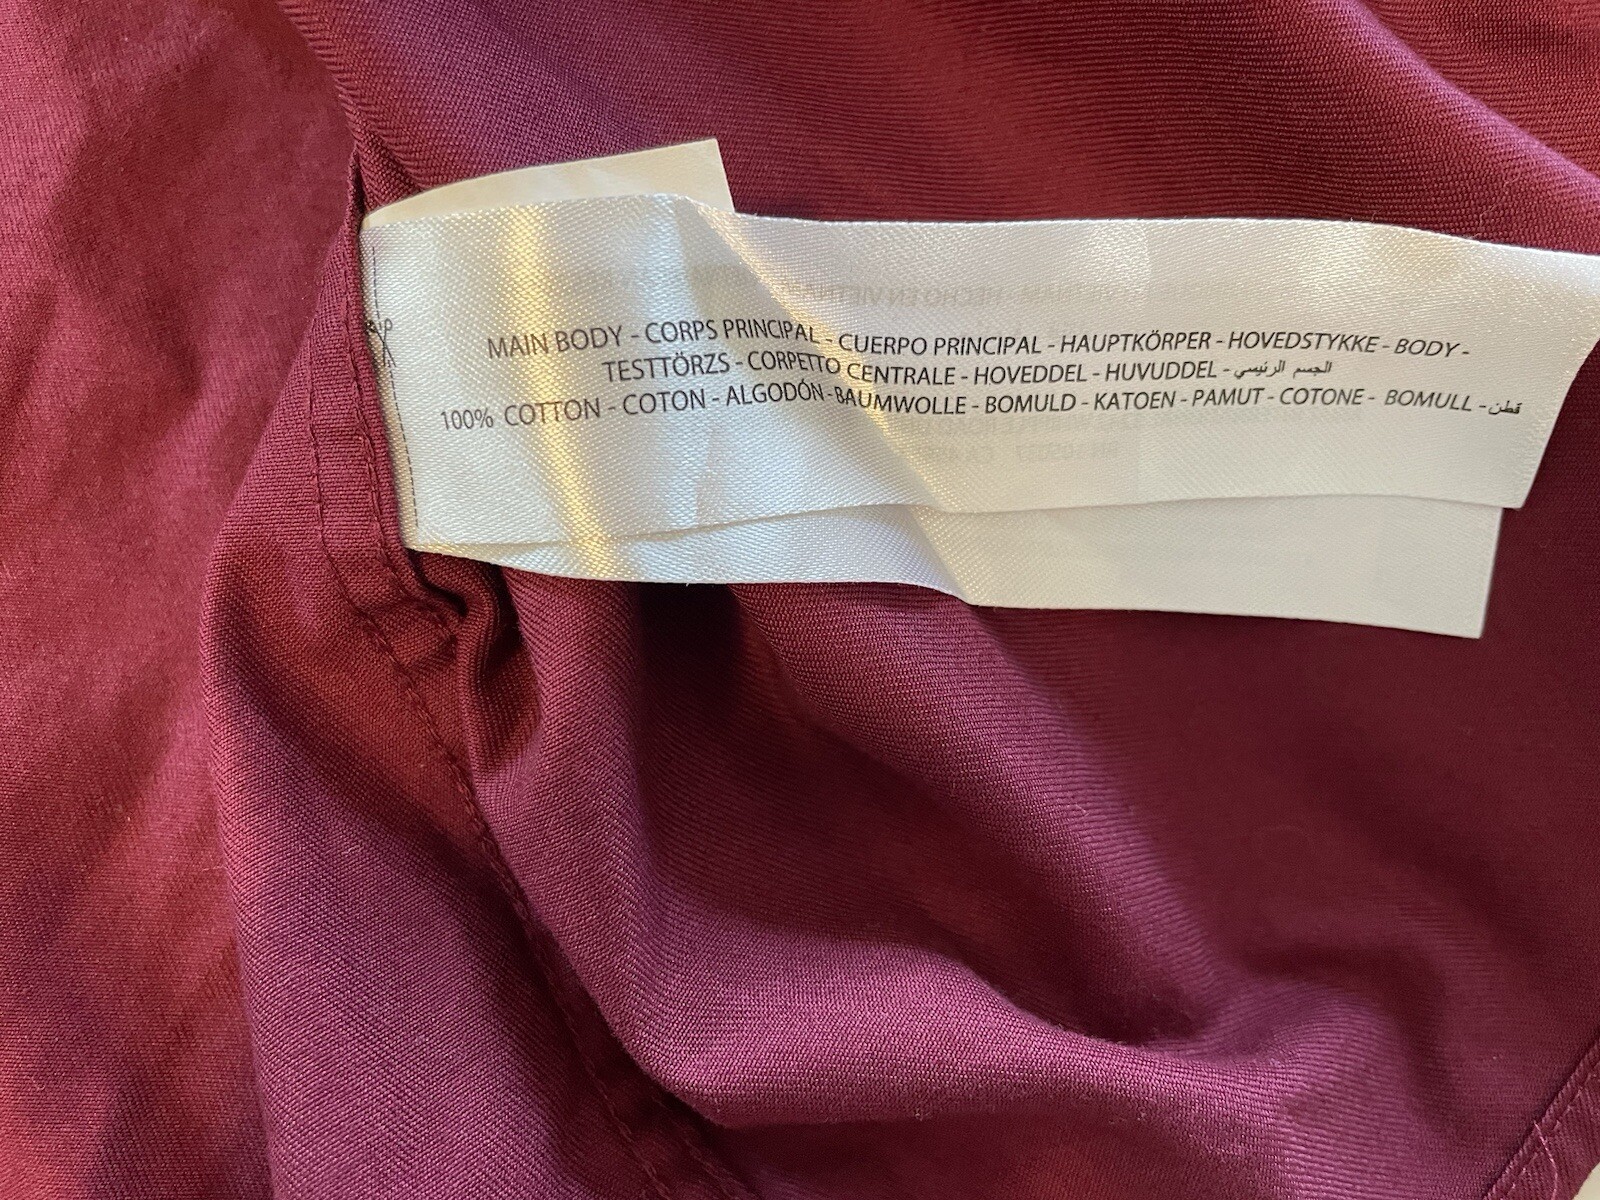 MAIN BODY - CORPS PRINCIPAL - CUERPO PRINCIPAL - HAUPTKÖRPER - HOVEDSTYKKE - BODY -
TESTTÖRZS - CORPETTO CENTRALE - HOVEDDEL - HUVUDDEL - الجسم الرئيسي
100% COTTON - COTON - ALGODÓN - BAUMWOLLE - BOMULD - KATOEN - PAMUT - COTONE - BOMULL - قطن